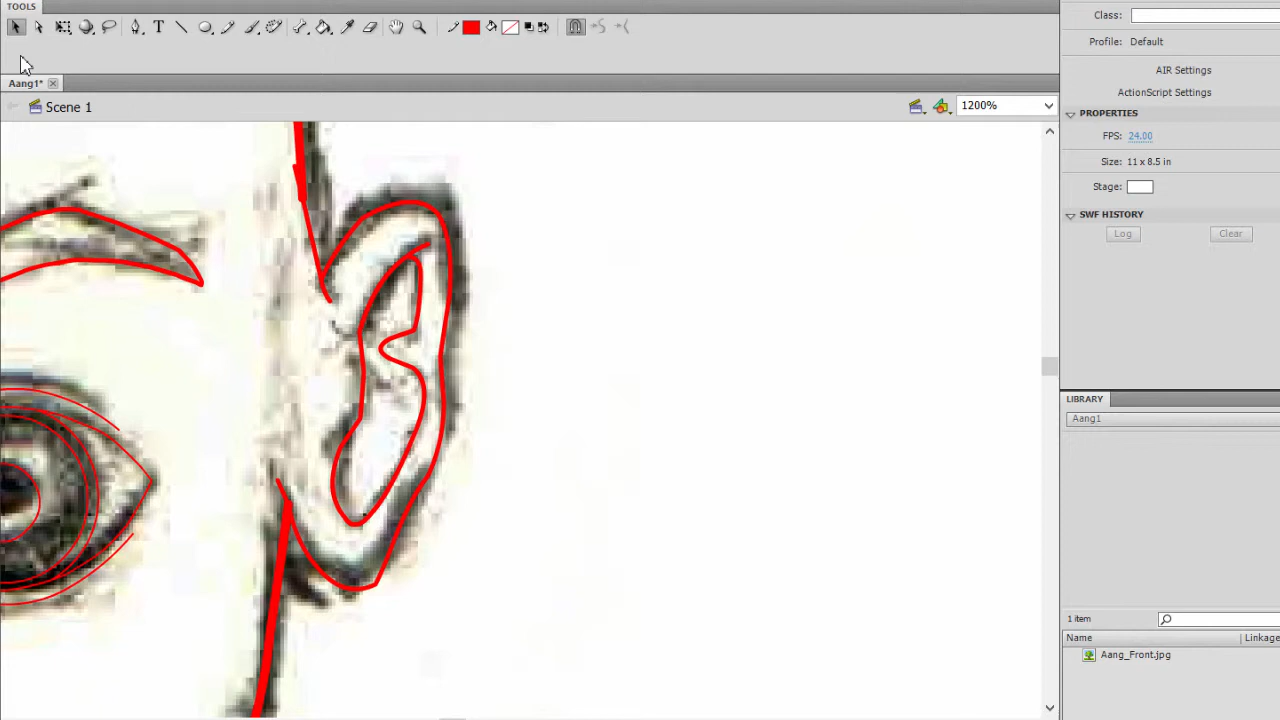 TOOLS
Aang1*
Scene 1
1200%
Class:
Profile: Default
AIR Settings
ActionScript Settings
PROPERTIES
FPS: 24.00
Size: 11 x 8.5 in
Stage:
SWF HISTORY
Log Clear
LIBRARY
Aang1
1 item
Name Linkage
Aang_Front.jpg